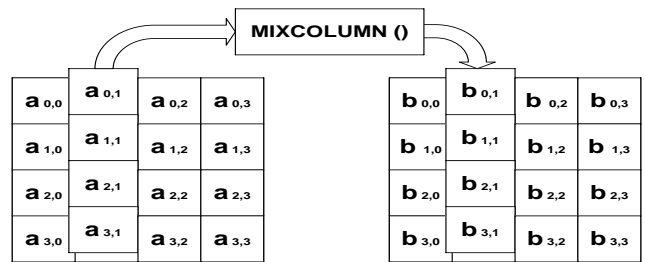 MIXCOLUMN ()
a 0,0 a 0,1 a 0,2 a 0,3 b 0,0 b 0,1 b 0,2 b 0,3
a 1,0 a 1,1 a 1,2 a 1,3 b 1,0 b 1,1 b 1,2 b 1,3
a 2,0 a 2,1 a 2,2 a 2,3 b 2,0 b 2,1 b 2,2 b 2,3
a 3,0 a 3,1 a 3,2 a 3,3 b 3,0 b 3,1 b 3,2 b 3,3